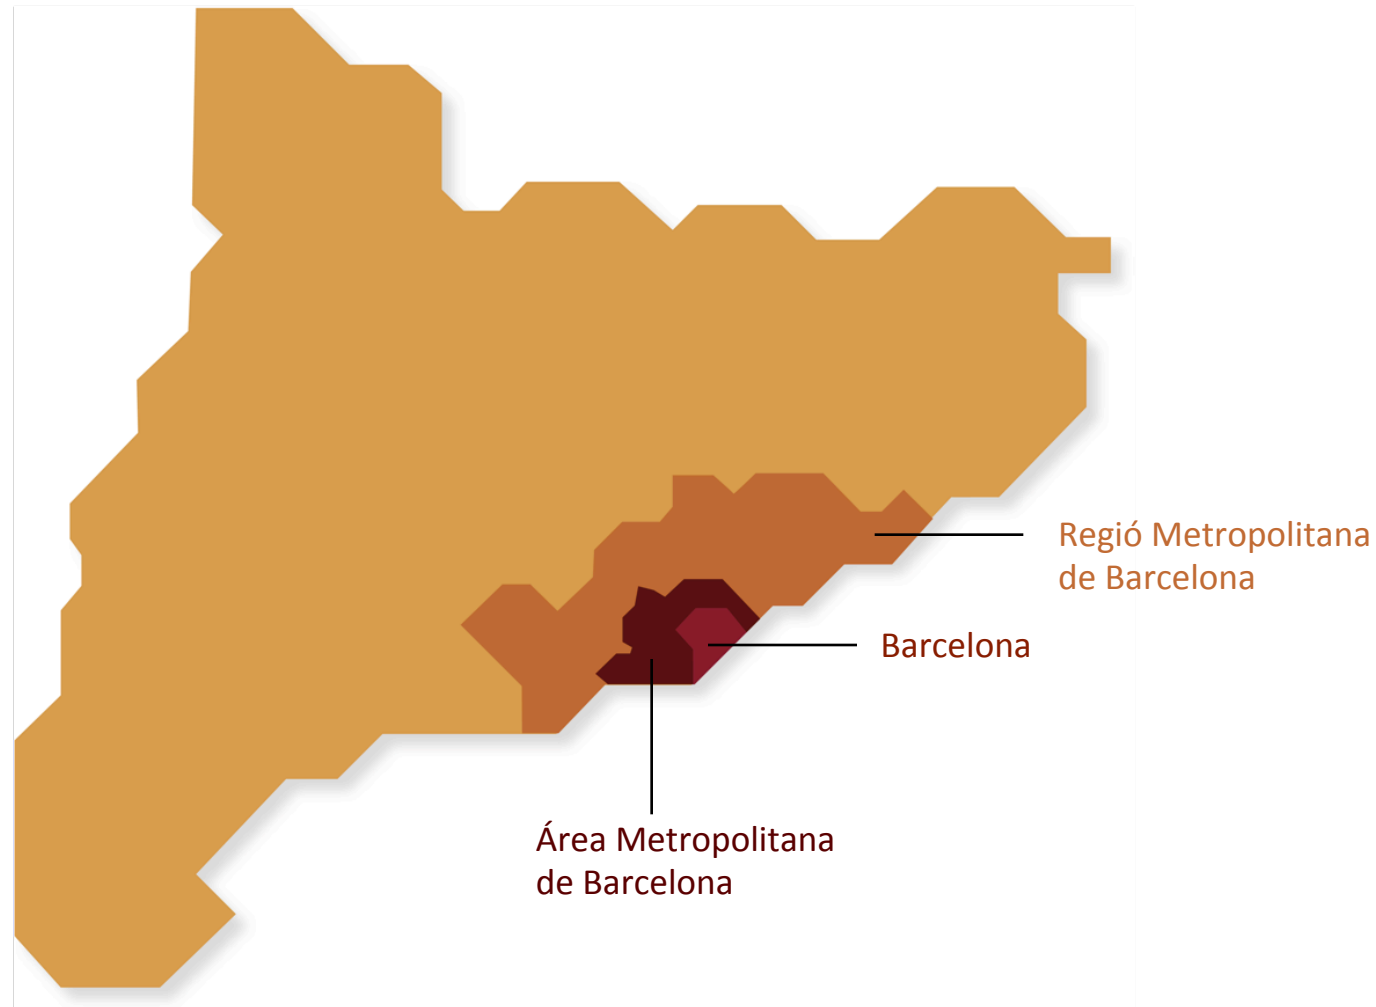 Regió Metropolitana
de Barcelona
Barcelona
Área Metropolitana
de Barcelona